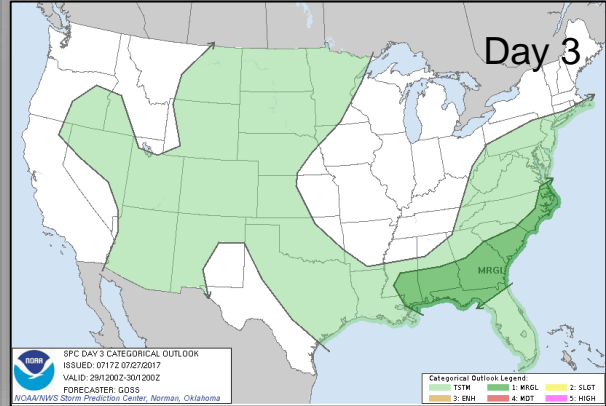 Day 3
MRGL
NOAA
SPC DAY 3 CATEGORICAL OUTLOOK
ISSUED: 0717Z 07/27/2017
VALID: 29/1200Z-30/1200Z
FORECASTER: GOSS
NOAA/NWS Storm Prediction Center, Norman, Oklahoma
Categorical Outlook Legend:
TSTM 1: MRGL 2: SLGT
3: ENH 4: MDT 5: HIGH